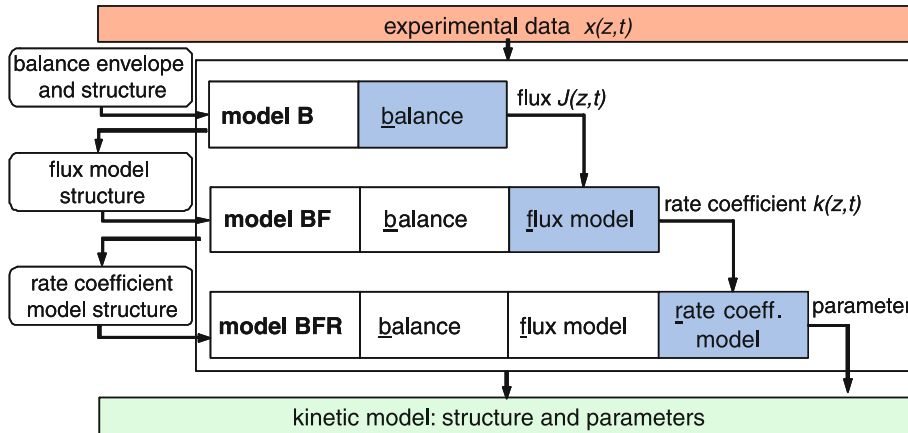 experimental data x(z,t)
balance envelope
and structure
model B
balance
flux J(z,t)
flux model
structure
model BF
balance
flux model
rate coefficient k(z,t)
rate coefficient
model structure
model BFR
balance
flux model
rate coeff.
model
parameter
kinetic model: structure and parameters